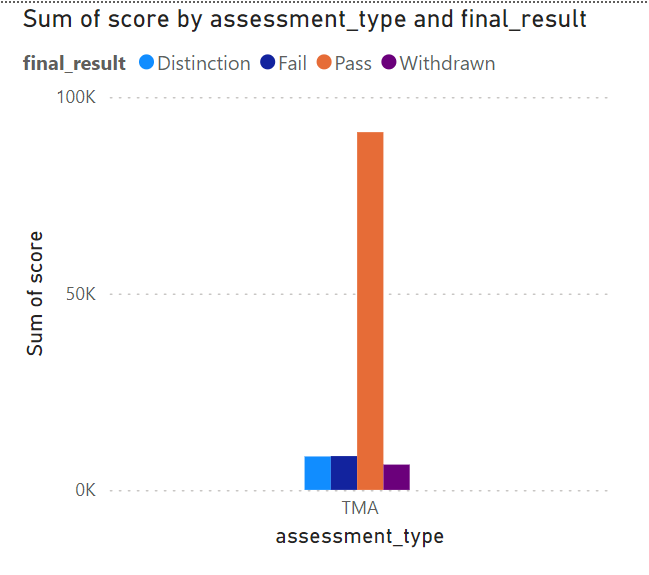 Sum of score by assessment_type and final_result
final_result Distinction Fail Pass Withdrawn
100K
50K
0K
Sum of score
TMA
assessment_type